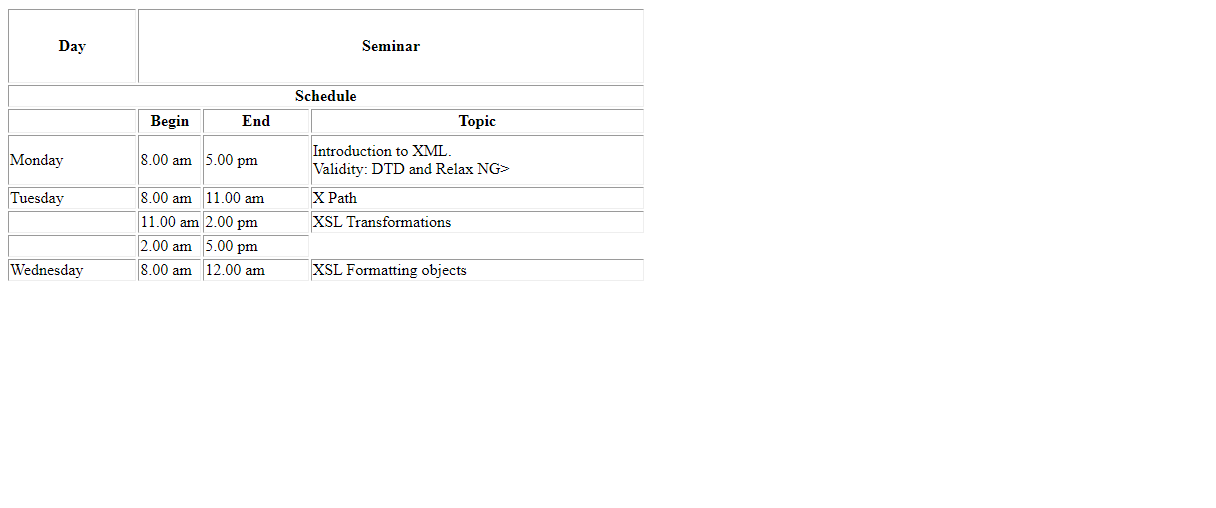 Day Seminar
Schedule
Begin End Topic
Monday 8.00 am 5.00 pm Introduction to XML.
Validity: DTD and Relax NG>
Tuesday 8.00 am 11.00 am X Path
11.00 am 2.00 pm XSL Transformations
2.00 am 5.00 pm
Wednesday 8.00 am 12.00 am XSL Formatting objects